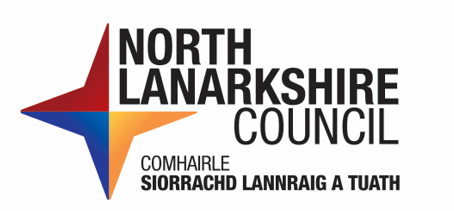 NORTH
LANARKSHIRE
COUNCIL
COMHAIRLE
SIORRACHD LANNRAIG A TUATH